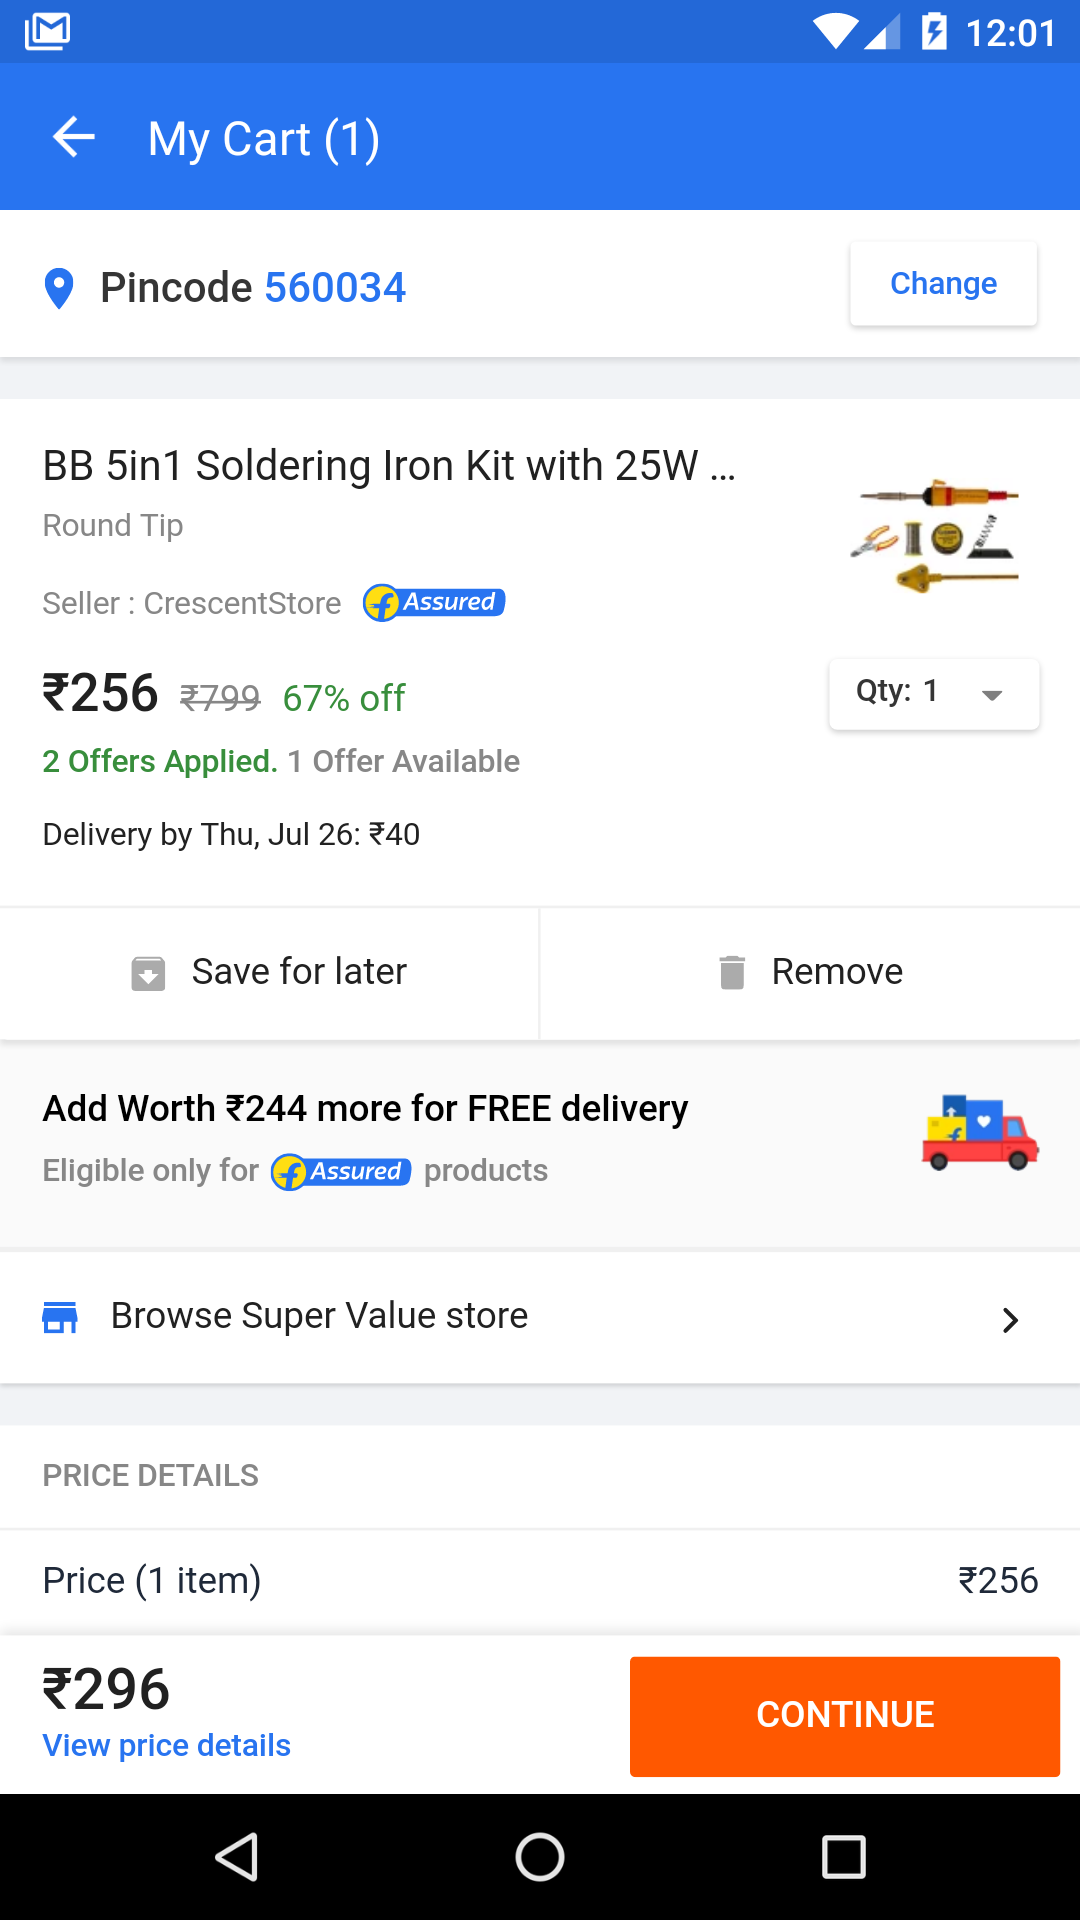 12:01
My Cart (1)
Pincode 560034
Change
BB 5in1 Soldering Iron Kit with 25W ...
Round Tip
Seller : CrescentStore Assured
₹256 ₹799 67% off
Qty: 1
2 Offers Applied. 1 Offer Available
Delivery by Thu, Jul 26: ₹40
Save for later
Remove
Add Worth ₹244 more for FREE delivery
Eligible only for Assured products
Browse Super Value store
PRICE DETAILS
Price (1 item) ₹256
₹296
View price details
CONTINUE